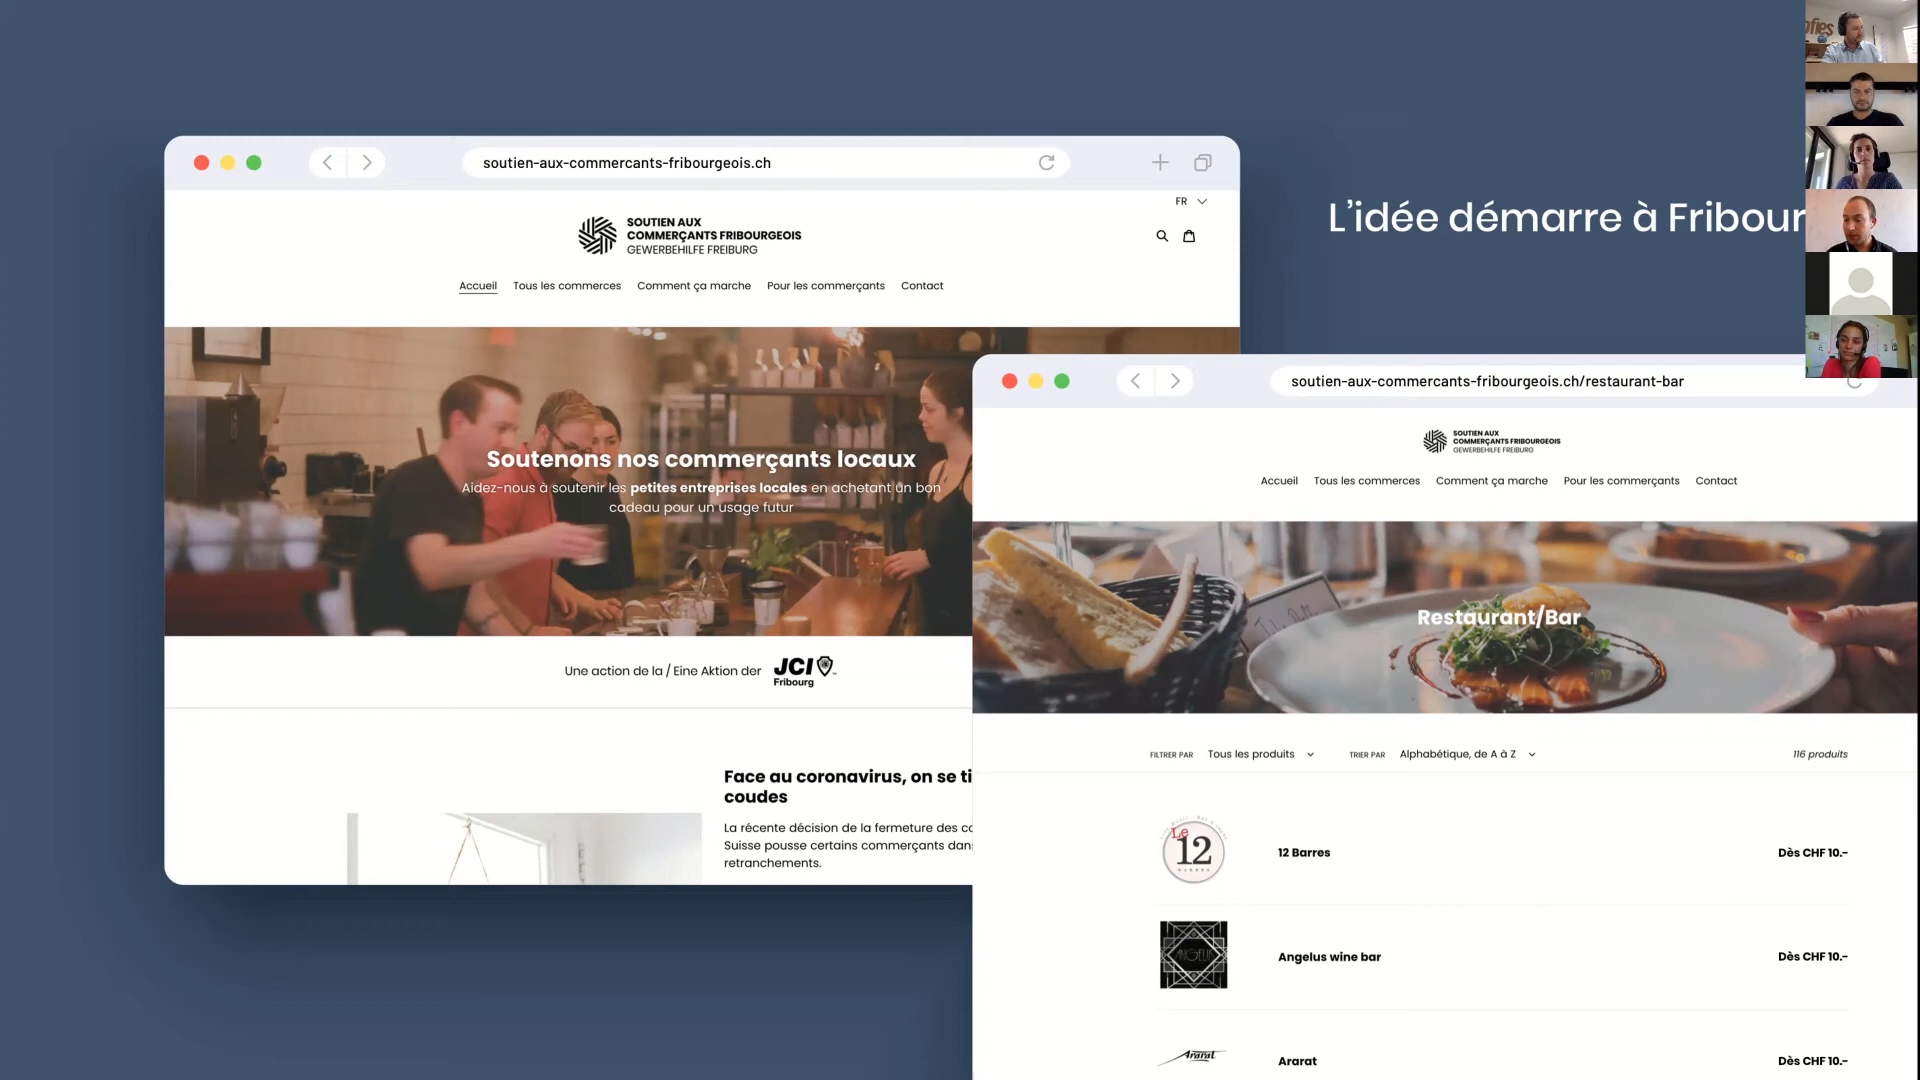 soutien-aux-commercants-fribourgeois.ch
FR
SOUTIEN AUX
COMMERÇANTS FRIBOURGEOIS
GEWERBEHILFE FREIBURG
Accueil Tous les commerces Comment ça marche Pour les commerçants Contact
Soutenons nos commerçants locaux
Aidez-nous à soutenir les petites entreprises locales en achetant un bon
cadeau pour un usage futur
Une action de la / Eine Aktion der
JCI
Fribourg
Face au coronavirus, on se
coudes
La récente décision de la fermeture des
Suisse pousse certains commerçants
retranchements.
L'idée démarre à
soutien-aux-commercants-fribourgeois.ch/restaurant-bar
SOUTIEN AUX
COMMERÇANTS FRIBOURGEOIS
GEWERBEHILFE FREIBURG
Accueil Tous les commerces Comment ça marche Pour les commerçants Contact
Restaurant/Bar
FILTRER PAR Tous les produits TRIER PAR Alphabétique, de A à Z 116 produits
Le
12
BARRES
12 Barres Dès CHF 10.-
Angelus wine bar Dès CHF 10.-
Ararat
Ararat Dès CHF 10.-